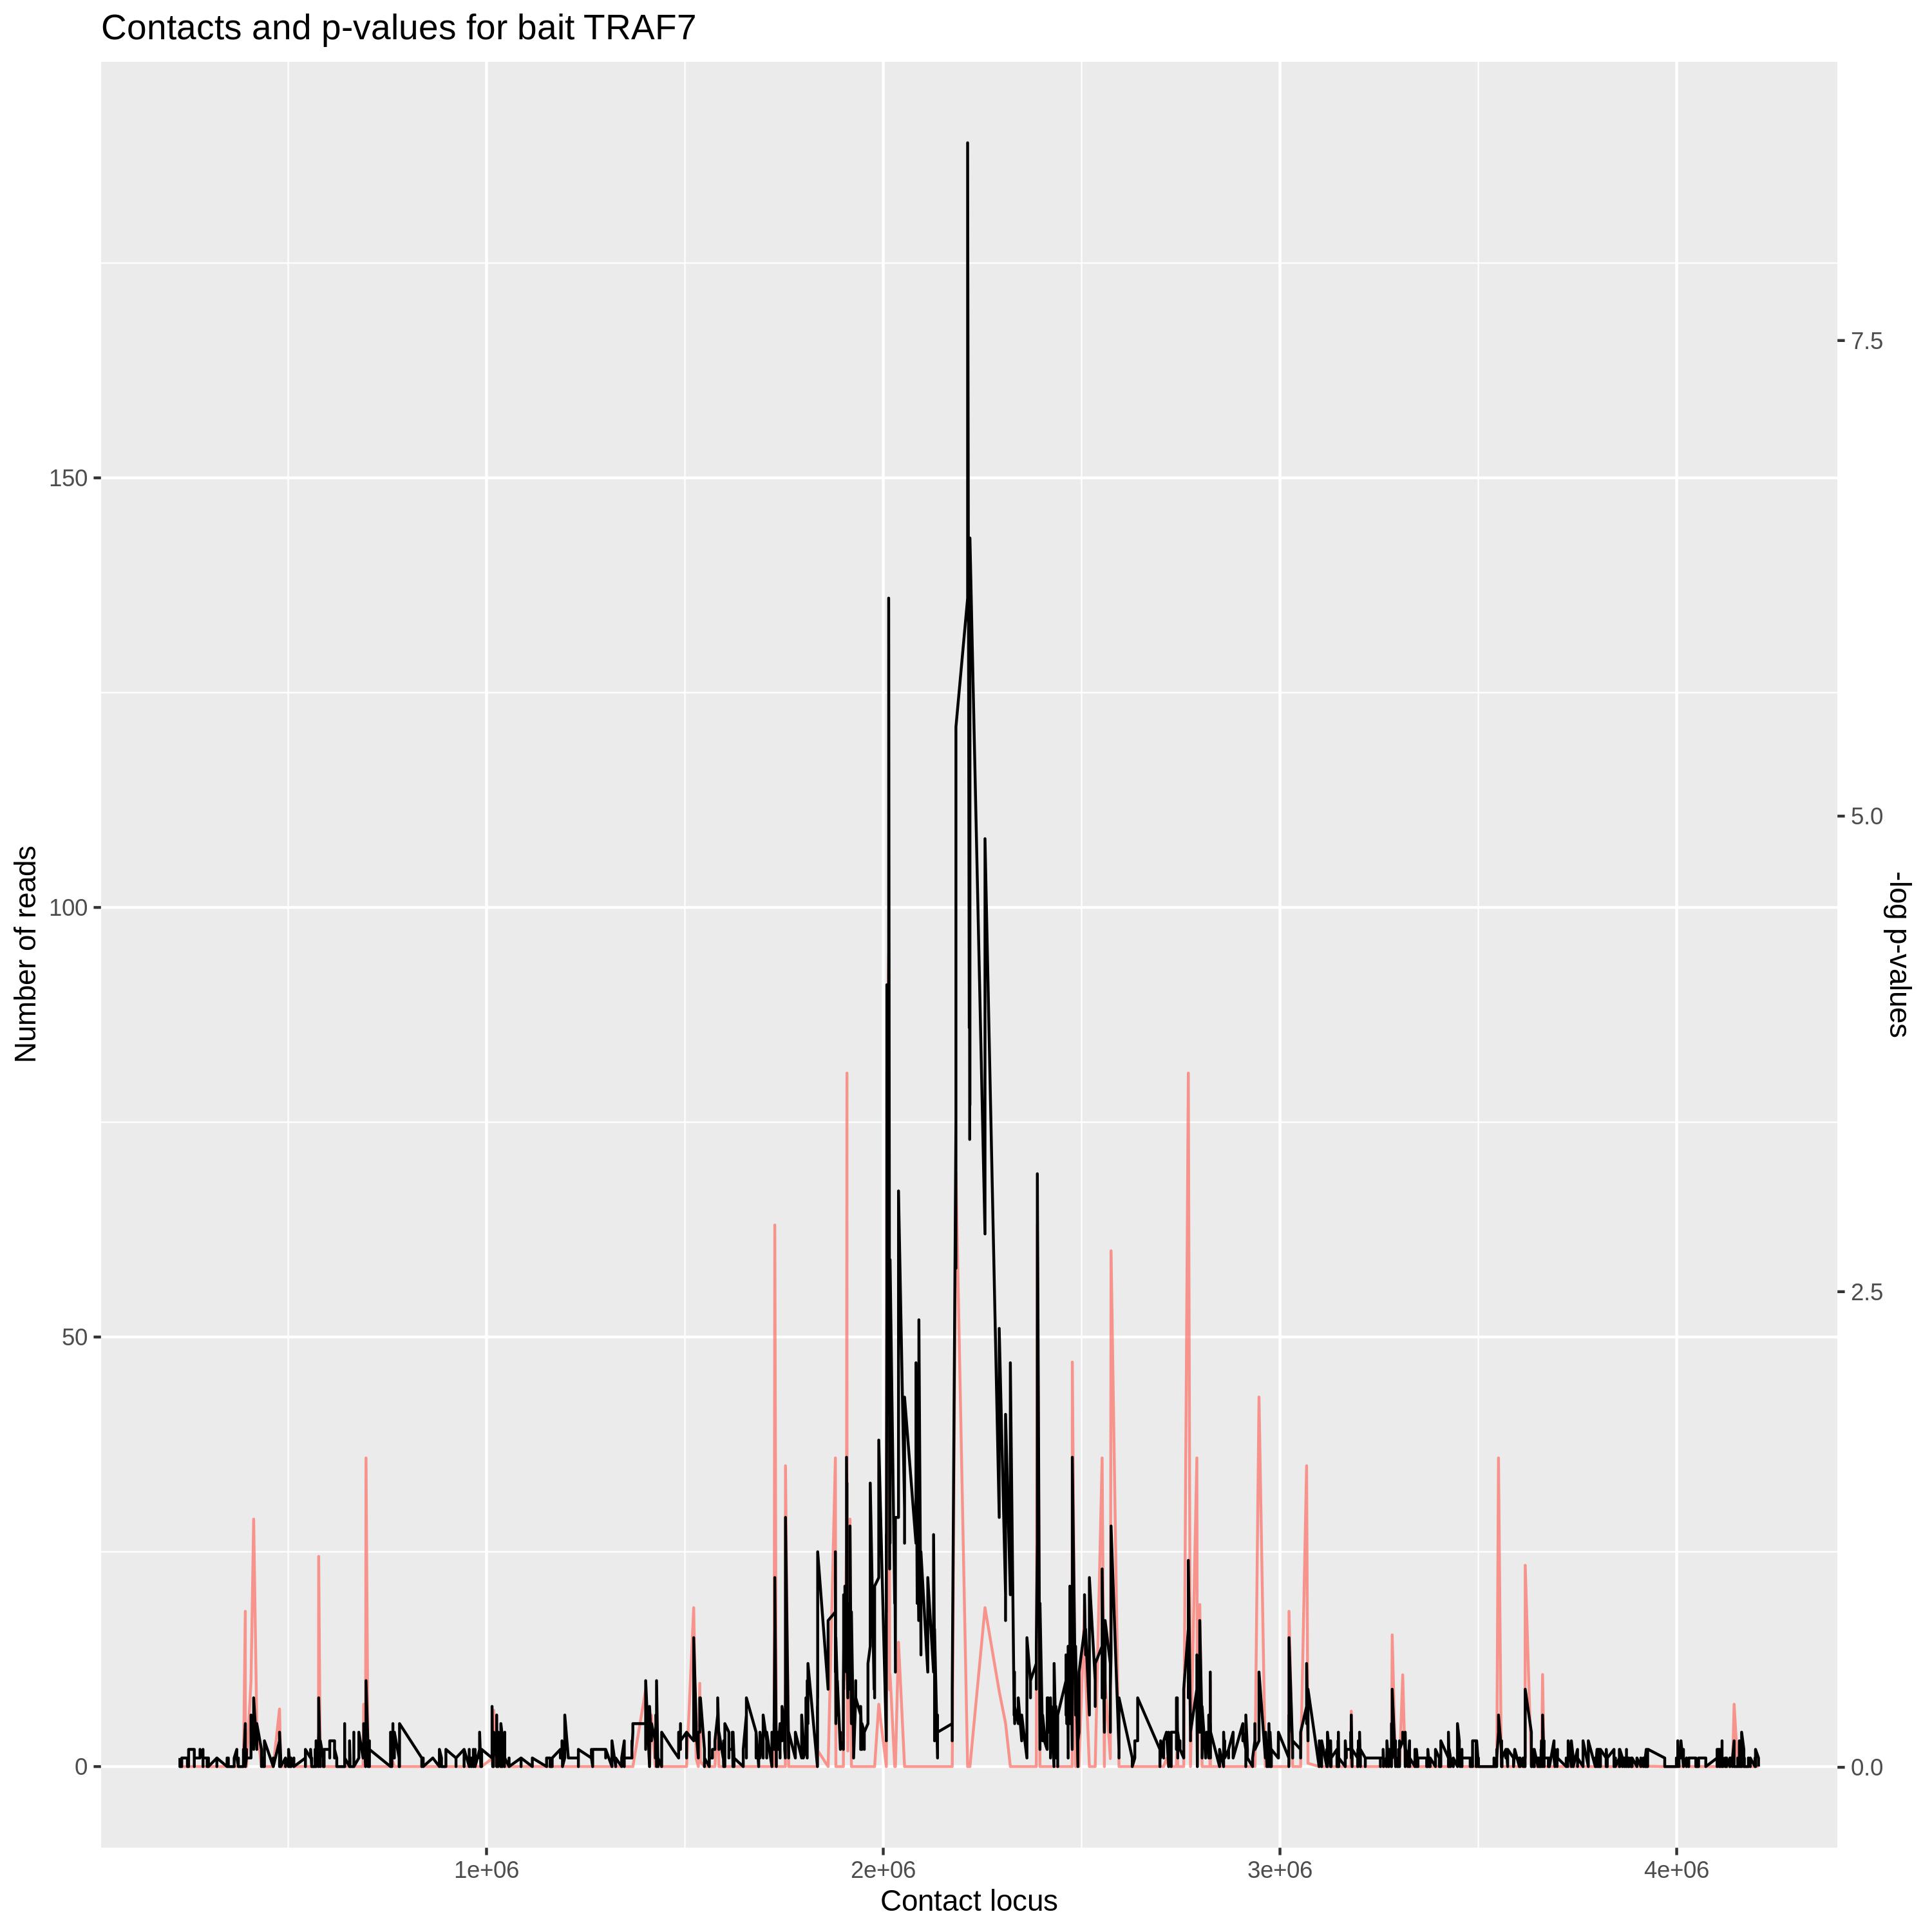 Contacts and p-values for bait TRAF7
Number of reads
150
100
50
0
7.5
5.0
2.5
0.0
-log p-values
1e+06
2e+06
3e+06
4e+06
Contact locus